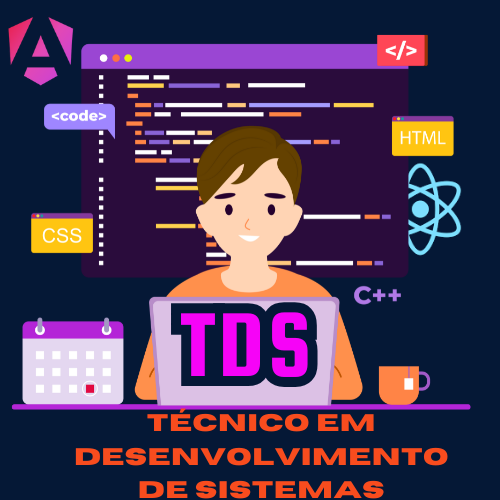 </>
<code>
HTML
CSS
C++
TDS
TÉCNICO EM
DESENVOLVIMENTO
DE SISTEMAS